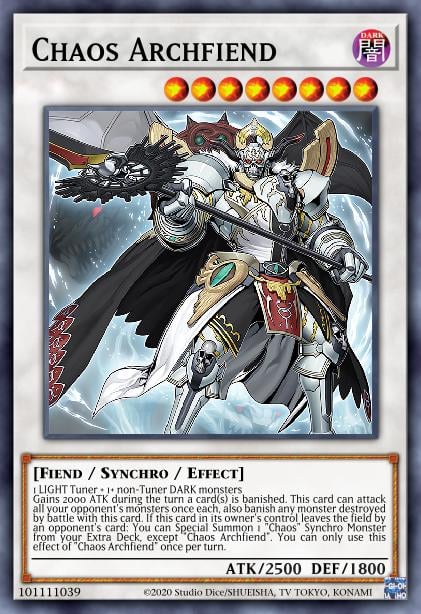 CHAOS ARCHFIEND
DARK
闇
[FIEND / SYNCHRO / EFFECT]
1 LIGHT Tuner + 1+ non-Tuner DARK monsters
Gains 2000 ATK during the turn a card(s) is banished. This card can attack
all your opponent's monsters once each, also banish any monster destroyed
by battle with this card. If this card in its owner's control leaves the field by
an opponent's card: You can Special Summon 1 "Chaos" Synchro Monster
from your Extra Deck, except "Chaos Archfiend". You can only use this
effect of "Chaos Archfiend" once per turn.
ATK/2500 DEF/1800
101111039
©2020 Studio Dice/SHUEISHA, TV TOKYO, KONAMI